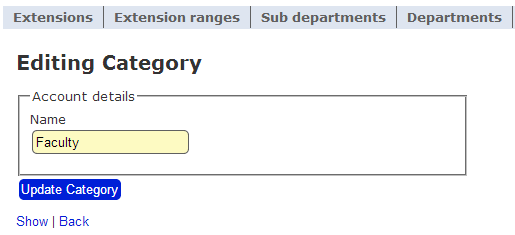 Extensions Extension ranges Sub departments Departments
Editing Category
Account details
Name
Faculty
Update Category
Show | Back